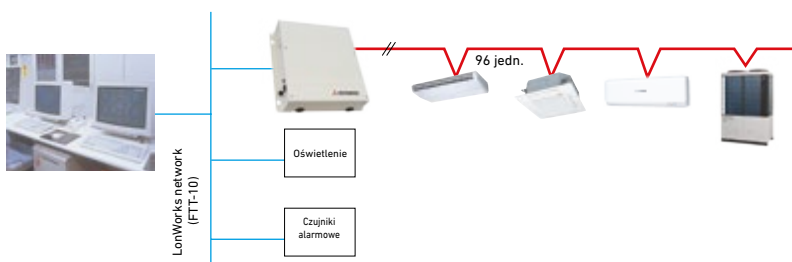 96 jedn.
Oświetlenie
LonWorks network
(FTT-10)
Czujniki
alarmowe